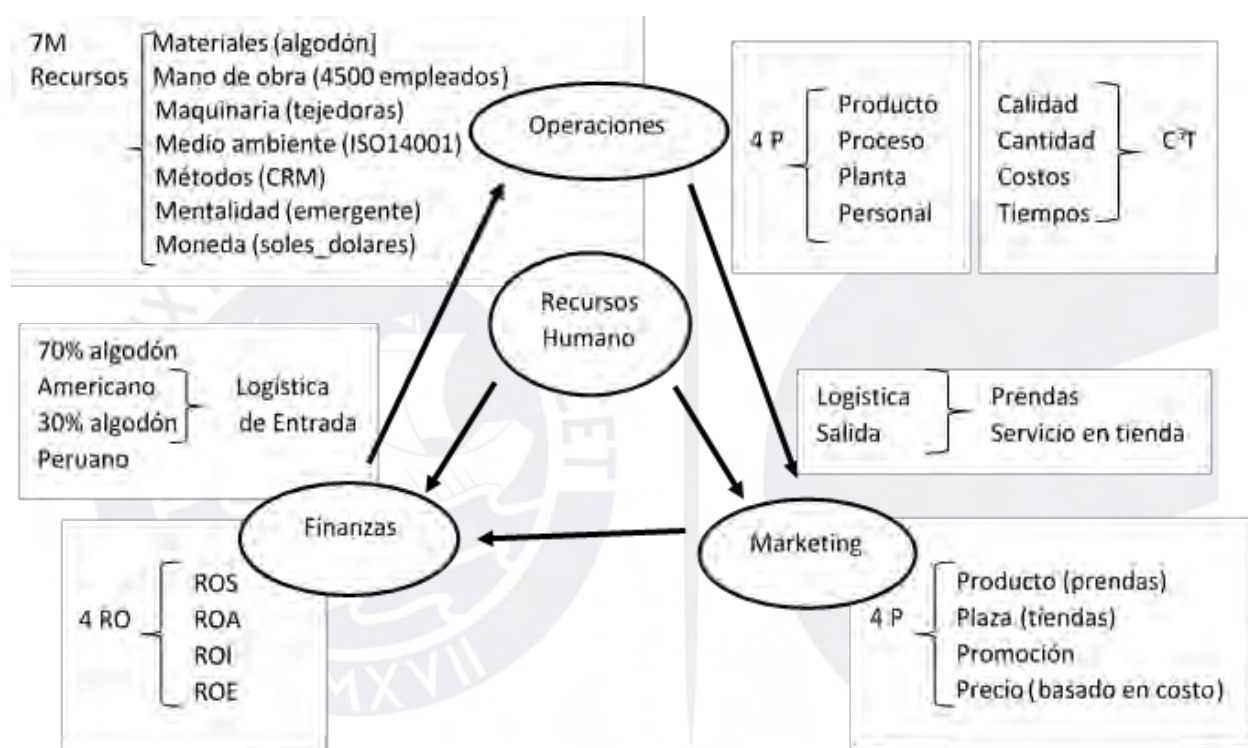 7M
Recursos
Materiales (algodón]
Mano de obra (4500 empleados)
Maquinaria (tejedoras)
Medio ambiente (ISO14001)
Métodos (CRM)
Mentalidad (emergente)
Moneda (soles_dolares)
Operaciones
4 P
Producto
Proceso
Planta
Personal
Calidad
Cantidad
Costos
Tiempos
C³T
Recursos
Humano
70% algodón
Americano
30% algodón
Peruano
Logística
de Entrada
Logística
Salida
Prendas
Servicio en tienda
Finanzas
Marketing
4 RO
ROS
ROA
ROI
ROE
4 P
Producto (prendas)
Plaza (tiendas)
Promoción
Precio (basado en costo)
MXVII